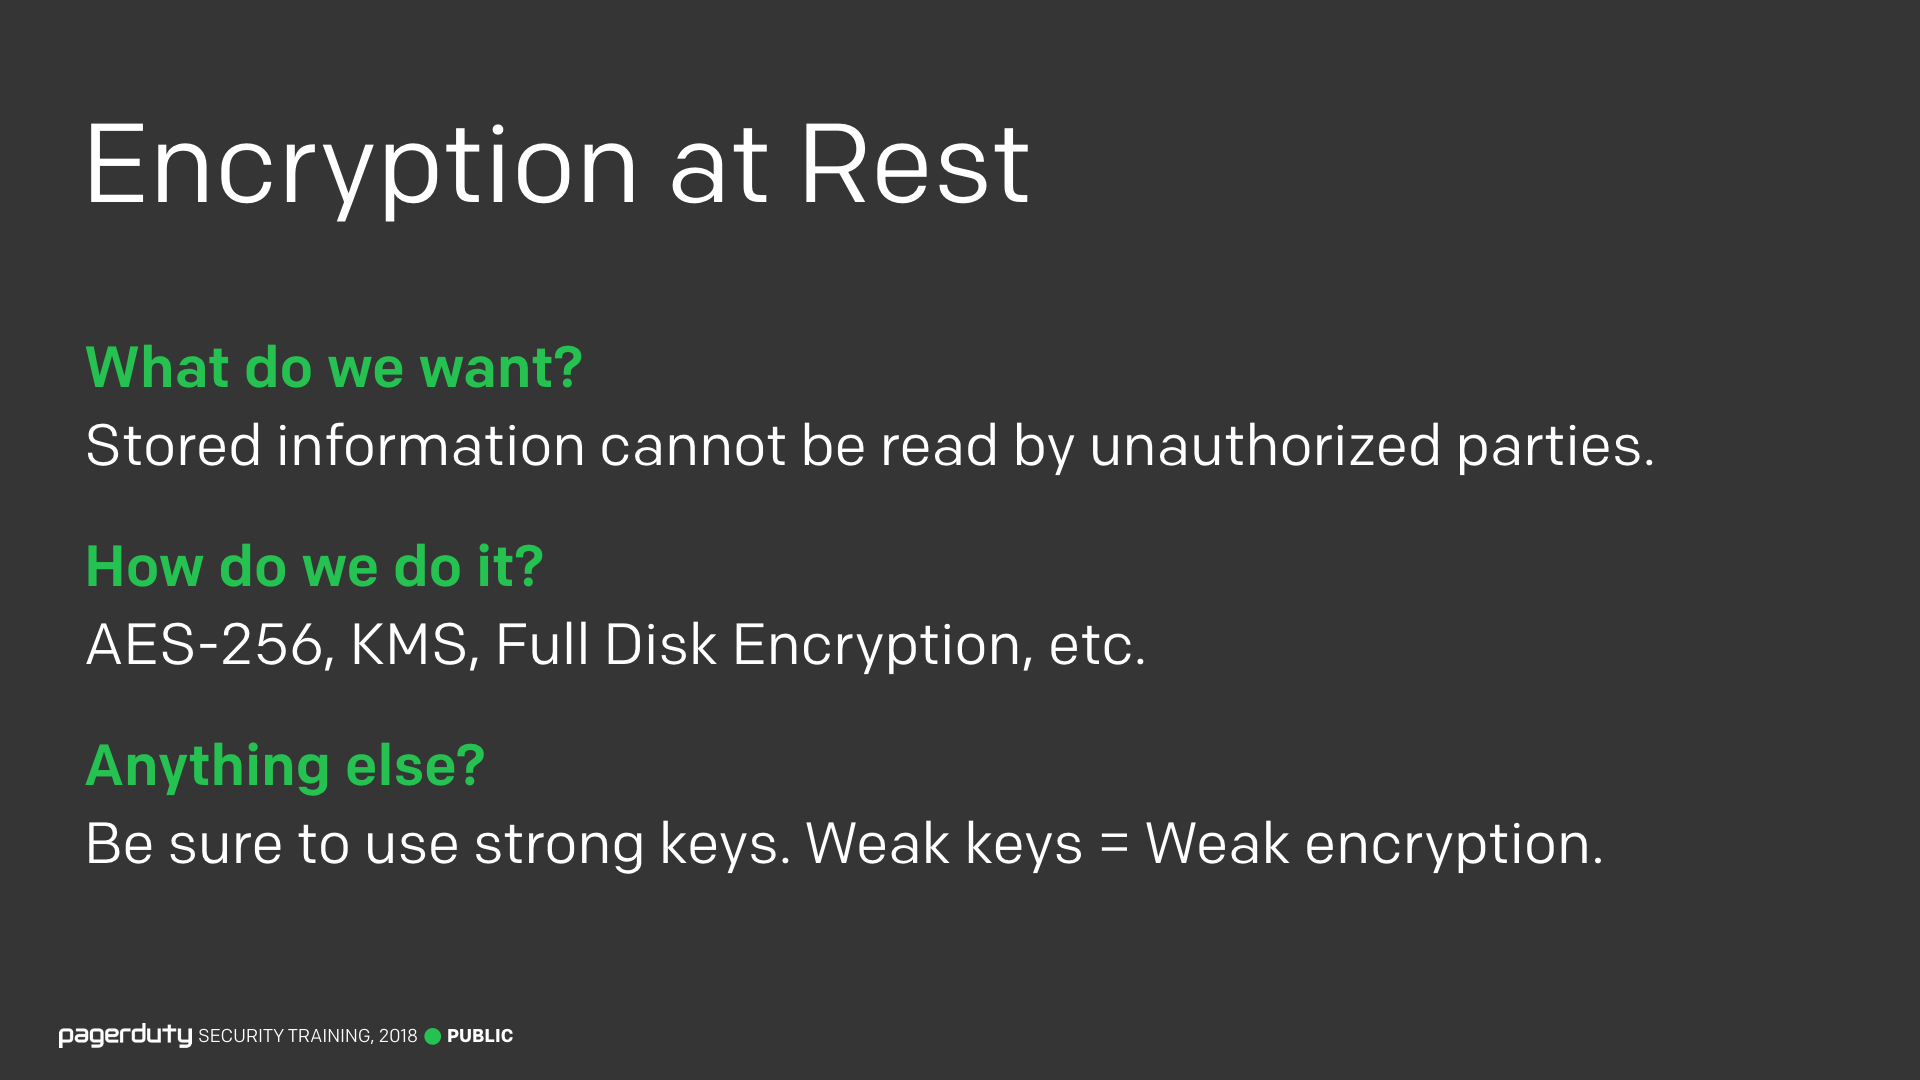 Encryption at Rest
What do we want?
Stored information cannot be read by unauthorized parties.
How do we do it?
AES-256, KMS, Full Disk Encryption, etc.
Anything else?
Be sure to use strong keys. Weak keys = Weak encryption.
pagerduty SECURITY TRAINING, 2018 PUBLIC